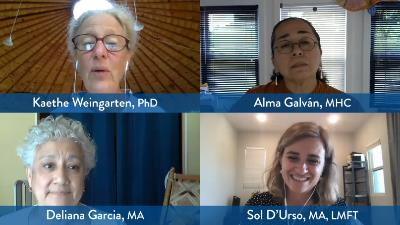 Kaethe Weingarten, PhD
Alma Galván, MHC
Deliana Garcia, MA
Sol D'Urso, MA, LMFT